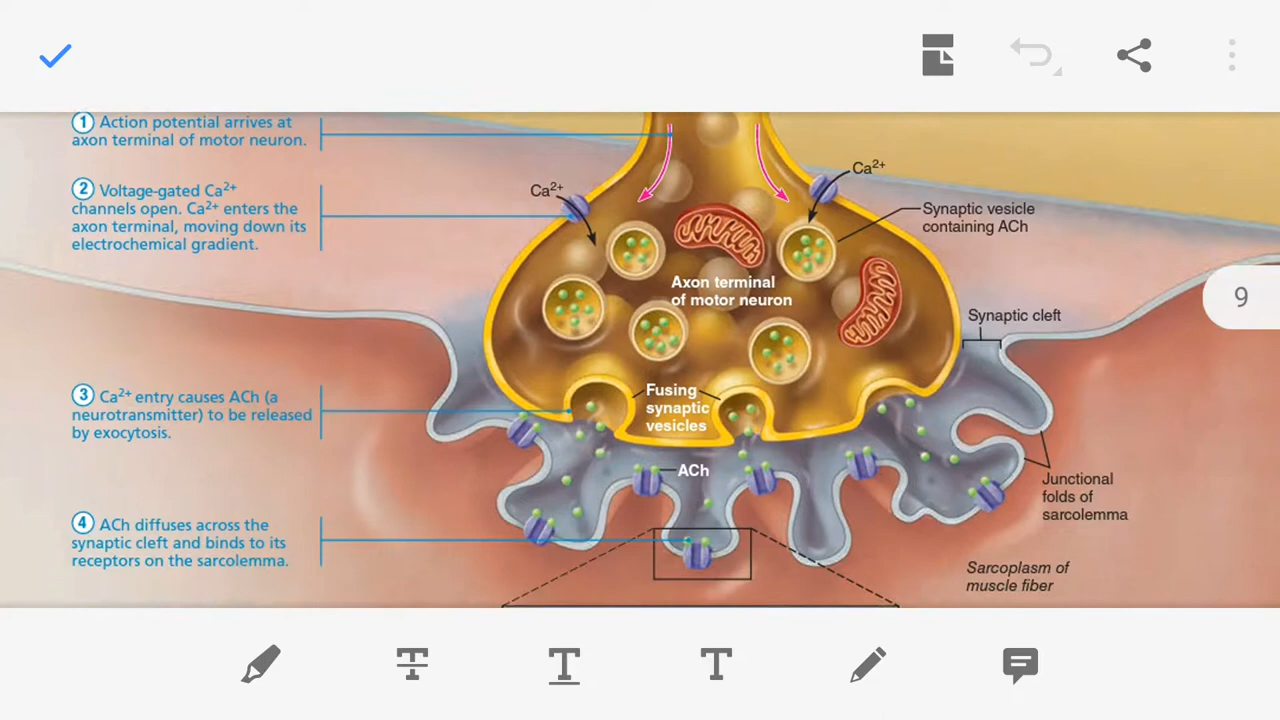 ① Action potential arrives at
axon terminal of motor neuron.
② Voltage-gated Ca²⁺
channels open. Ca²⁺ enters the
axon terminal, moving down its
electrochemical gradient.
Ca²⁺
Ca²⁺
Synaptic vesicle
containing ACh
Axon terminal
of motor neuron
9
Synaptic cleft
③ Ca²⁺ entry causes ACh (a
neurotransmitter) to be released
by exocytosis.
Fusing
synaptic
vesicles
ACh
Junctional
folds of
sarcolemma
④ ACh diffuses across the
synaptic cleft and binds to its
receptors on the sarcolemma.
Sarcoplasm of
muscle fiber